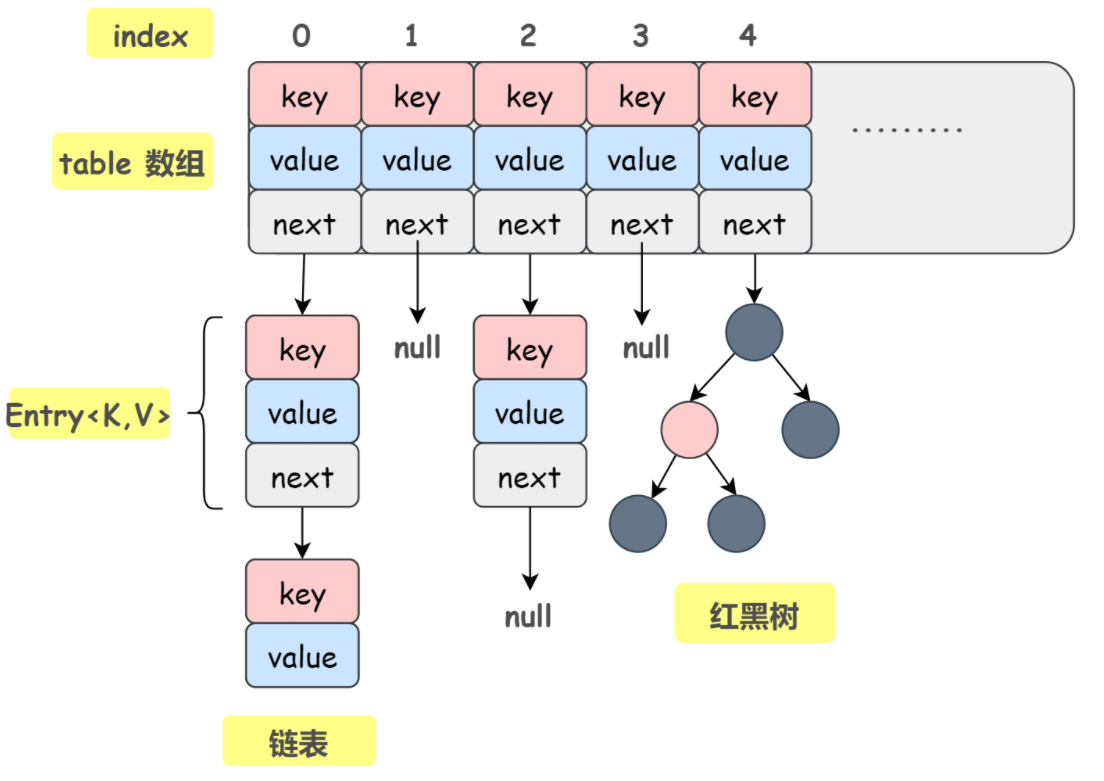 index 0 1 2 3 4
key key key key key
.........
table 数组 value value value value value
next next next next next
key null key null
Entry<K,V> value value
next next
key
null 红黑树
value
链表